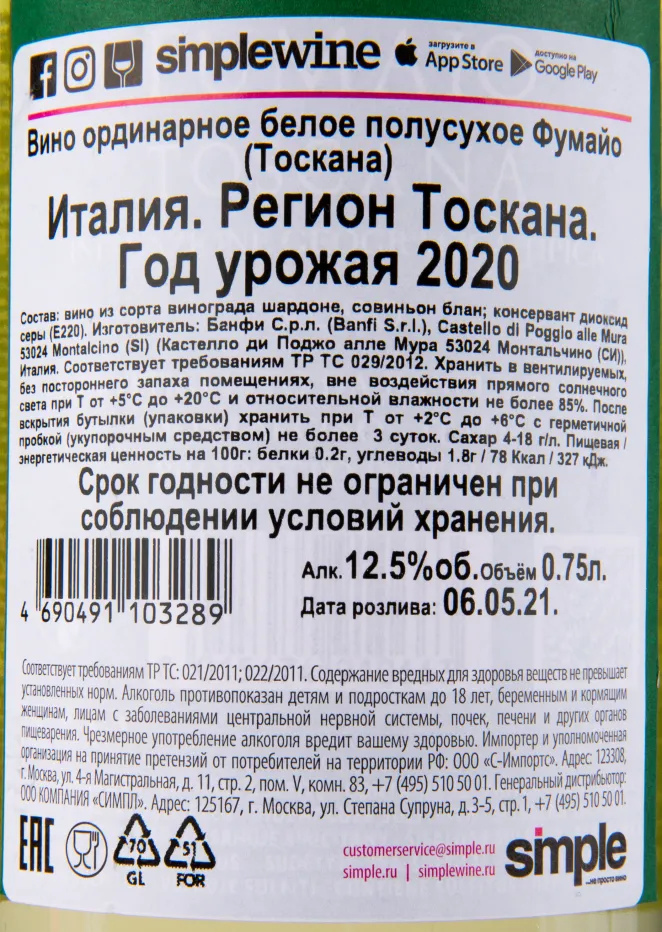 simplewine загрузите в App Store доступно на Google Play
Вино ординарное белое полусухое Фумайо
(Тоскана)
Италия. Регион Тоскана.
Год урожая 2020
Состав: вино из сорта винограда шардоне, совиньон блан; консервант диоксид
серы (Е220). Изготовитель: Банфи С.р.л. (Banfi S.r.l.), Castello di Poggio alle Mura
53024 Montalcino (SI) (Кастелло ди Поджо алле Мура 53024 Монтальчино (СИ)),
Италия. Соответствует требованиям ТР ТС 029/2012. Хранить в вентилируемых,
без постороннего запаха помещениях, вне воздействия прямого солнечного
света при Т от +5°С до +20°С и относительной влажности не более 85%. После
вскрытия бутылки (упаковки) хранить при Т от +2°С до +6°С с герметичной
пробкой (укупорочным средством) не более 3 суток. Сахар 4-18 г/л. Пищевая /
энергетическая ценность на 100г: белки 0.2г, углеводы 1.8г / 78 Ккал / 327 кДж.
Срок годности не ограничен при
соблюдении условий хранения.
Алк. 12.5%об. Объём 0.75л.
Дата розлива: 06.05.21.
4 690491 103289
Соответствует требованиям ТР ТС: 021/2011; 022/2011. Содержание вредных для здоровья веществ не превышает
установленных норм. Алкоголь противопоказан детям и подросткам до 18 лет, беременным и кормящим
женщинам, лицам с заболеваниями центральной нервной системы, почек, печени и других органов
пищеварения. Чрезмерное употребление алкоголя вредит вашему здоровью. Импортер и уполномоченная
организация на принятие претензий от потребителей на территории РФ: ООО «С-Импортс». Адрес: 123308,
г. Москва, ул. 4-я Магистральная, д. 11, стр. 2, пом. V, комн. 83, +7 (495) 510 50 01. Генеральный дистрибьютор:
ООО КОМПАНИЯ «СИМПЛ». Адрес: 125167, г. Москва, ул. Степана Супруна, д.3-5, стр. 1, +7 (495) 510 50 01.
EAC
70
GL
51
FOR
customerservice@simple.ru
simple.ru | simplewine.ru
simple
...не просто вино